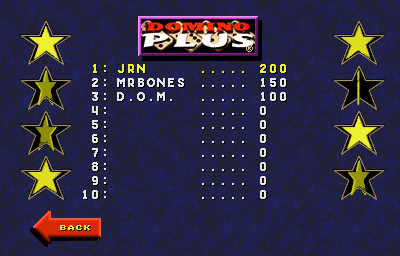 DOMINO
PLUS®
1: JRN ..... 200
2: MRBONES ..... 150
3: D.O.M. ..... 100
4: ..... 0
5: ..... 0
6: ..... 0
7: ..... 0
8: ..... 0
9: ..... 0
10: ..... 0
BACK